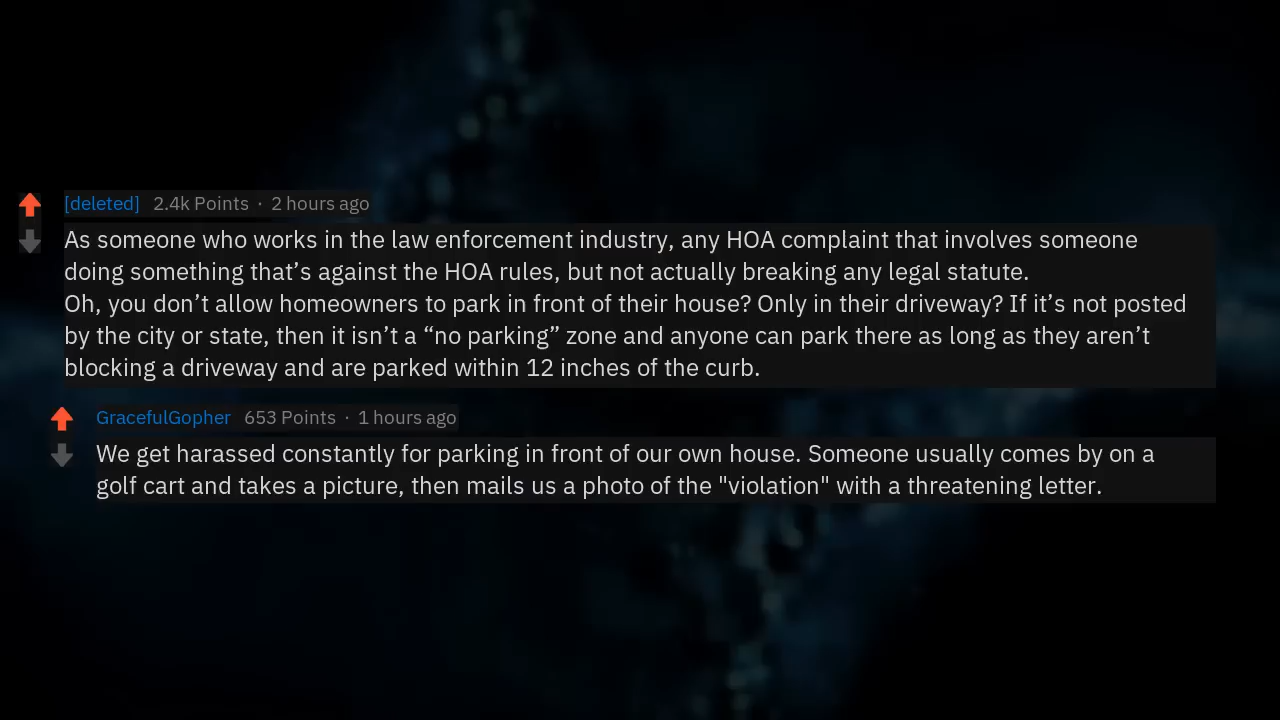 [deleted] 2.4k Points · 2 hours ago
As someone who works in the law enforcement industry, any HOA complaint that involves someone
doing something that’s against the HOA rules, but not actually breaking any legal statute.
Oh, you don’t allow homeowners to park in front of their house? Only in their driveway? If it’s not posted
by the city or state, then it isn’t a “no parking” zone and anyone can park there as long as they aren’t
blocking a driveway and are parked within 12 inches of the curb.
GracefulGopher 653 Points · 1 hours ago
We get harassed constantly for parking in front of our own house. Someone usually comes by on a
golf cart and takes a picture, then mails us a photo of the "violation" with a threatening letter.